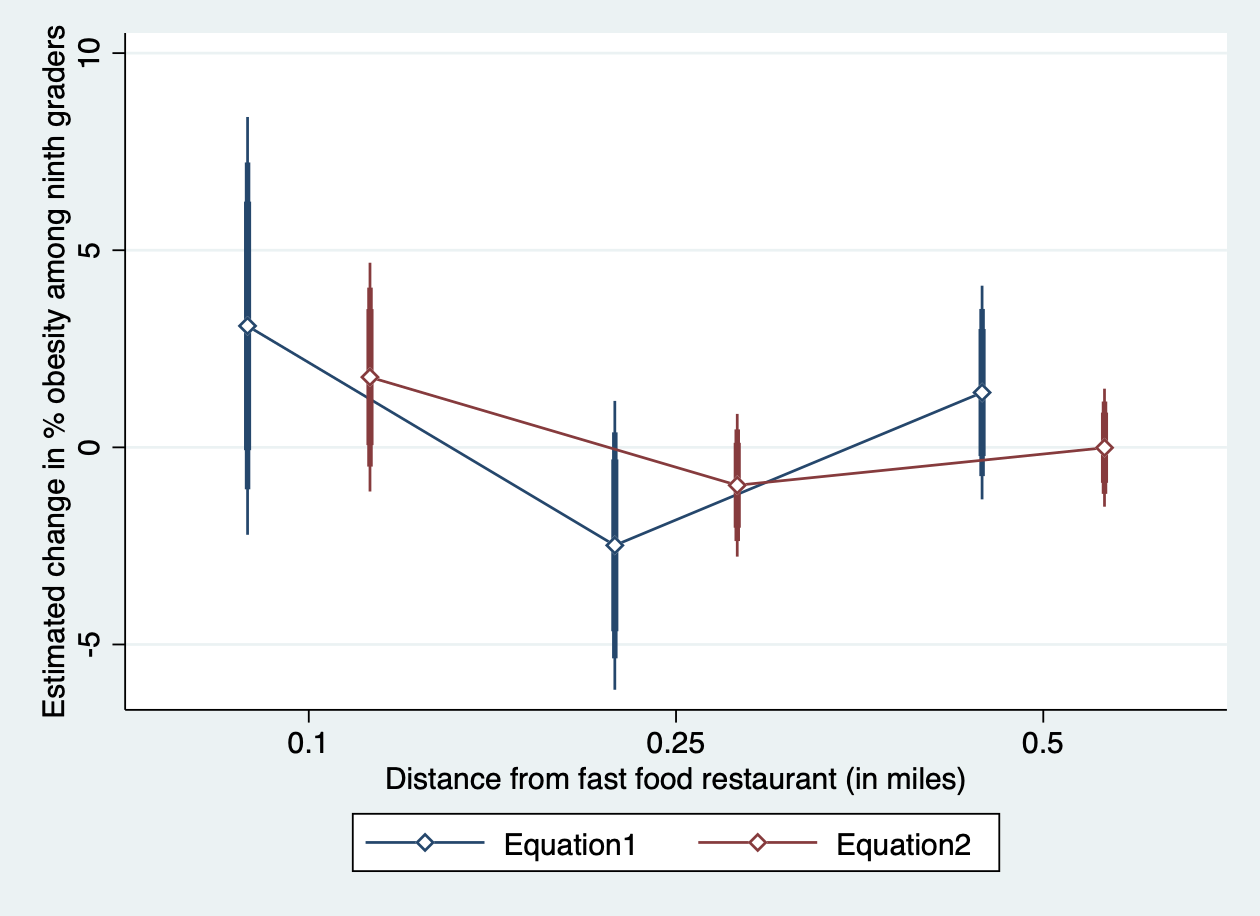 Estimated change in % obesity among ninth graders
10
5
0
-5
0.1 0.25 0.5
Distance from fast food restaurant (in miles)
Equation1 Equation2